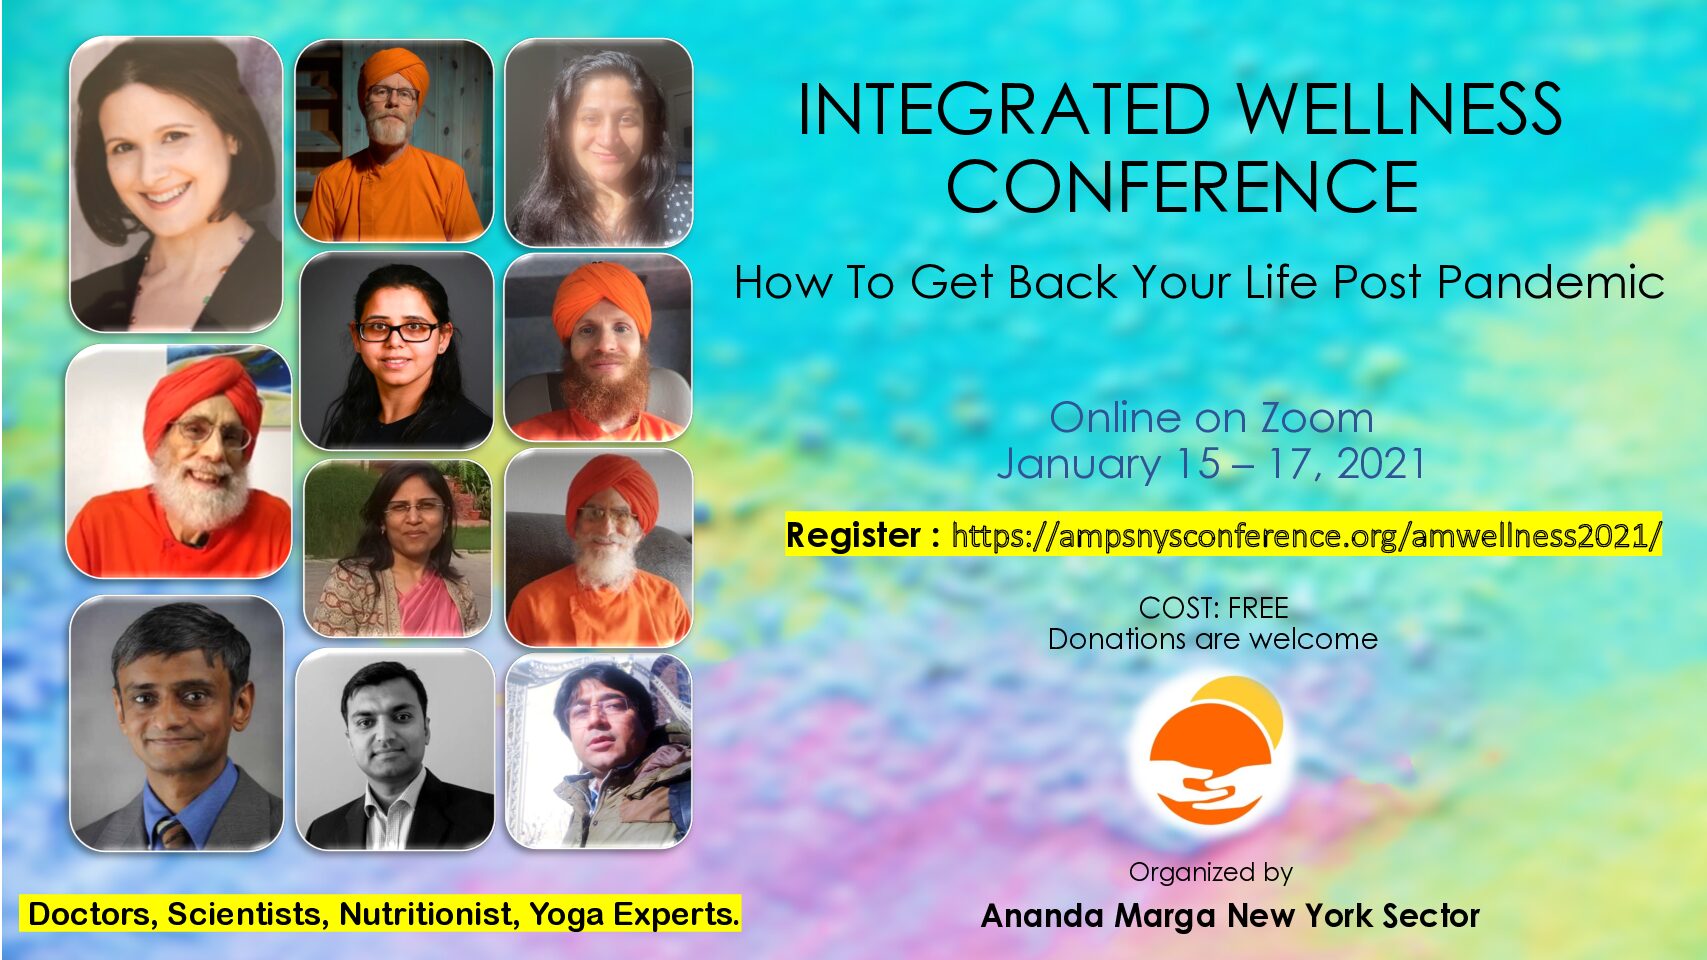 INTEGRATED WELLNESS
CONFERENCE
How To Get Back Your Life Post Pandemic
Online on Zoom
January 15 – 17, 2021
Register : https://ampsnysconference.org/amwellness2021/
COST: FREE
Donations are welcome
Organized by
Ananda Marga New York Sector
Doctors, Scientists, Nutritionist, Yoga Experts.